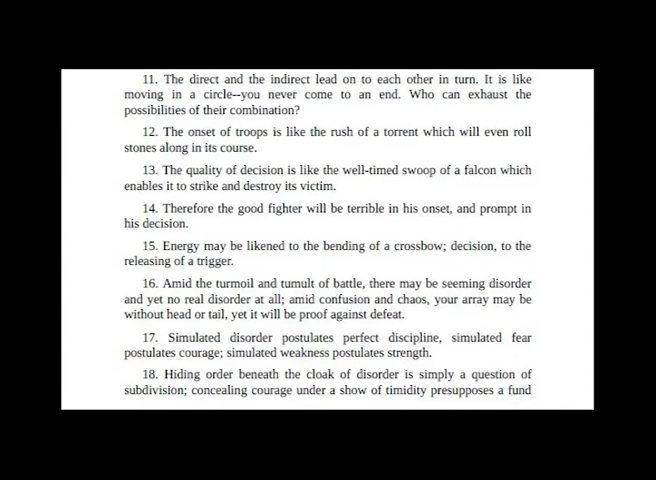 11. The direct and the indirect lead on to each other in turn. It is like
moving in a circle--you never come to an end. Who can exhaust the
possibilities of their combination?
12. The onset of troops is like the rush of a torrent which will even roll
stones along in its course.
13. The quality of decision is like the well-timed swoop of a falcon which
enables it to strike and destroy its victim.
14. Therefore the good fighter will be terrible in his onset, and prompt in
his decision.
15. Energy may be likened to the bending of a crossbow; decision, to the
releasing of a trigger.
16. Amid the turmoil and tumult of battle, there may be seeming disorder
and yet no real disorder at all; amid confusion and chaos, your array may be
without head or tail, yet it will be proof against defeat.
17. Simulated disorder postulates perfect discipline, simulated fear
postulates courage; simulated weakness postulates strength.
18. Hiding order beneath the cloak of disorder is simply a question of
subdivision; concealing courage under a show of timidity presupposes a fund